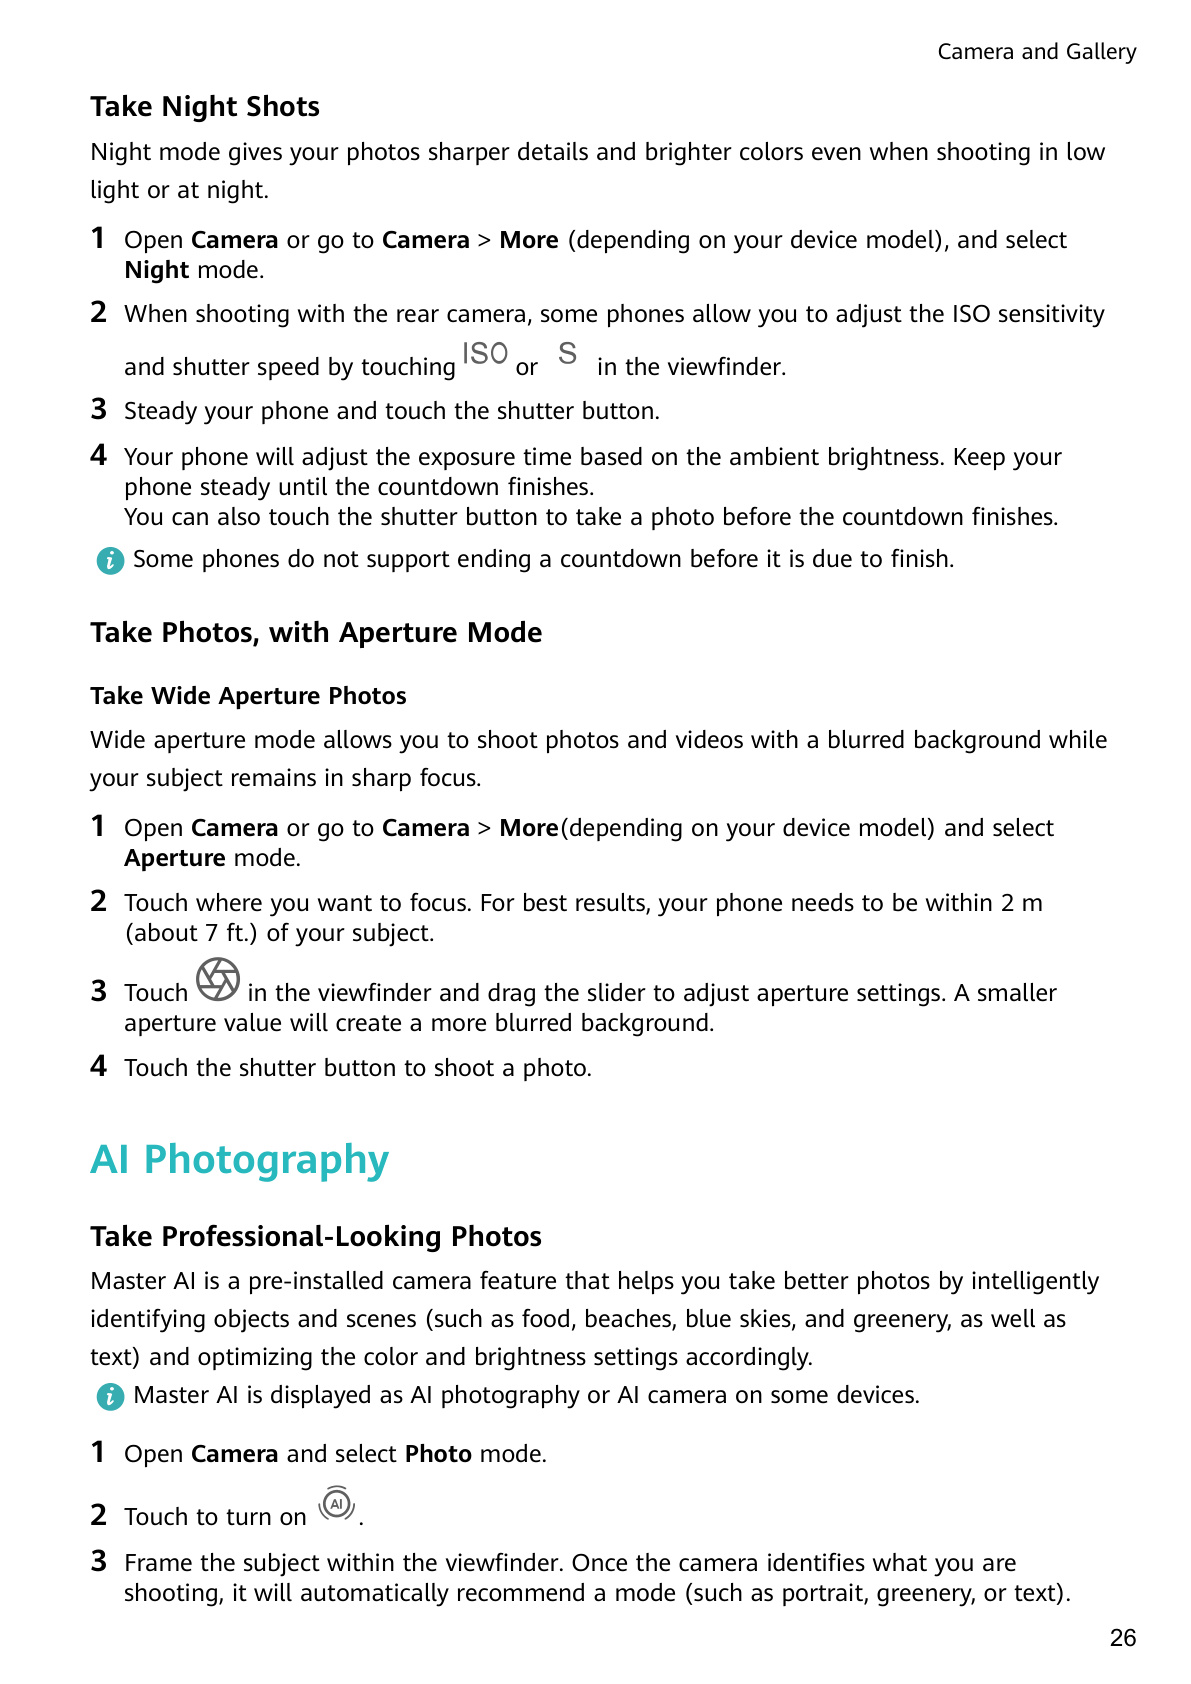 Camera and Gallery
Take Night Shots
Night mode gives your photos sharper details and brighter colors even when shooting in low
light or at night.
1 Open Camera or go to Camera > More (depending on your device model), and select
Night mode.
2 When shooting with the rear camera, some phones allow you to adjust the ISO sensitivity
and shutter speed by touching ISO or S in the viewfinder.
3 Steady your phone and touch the shutter button.
4 Your phone will adjust the exposure time based on the ambient brightness. Keep your
phone steady until the countdown finishes.
You can also touch the shutter button to take a photo before the countdown finishes.
i Some phones do not support ending a countdown before it is due to finish.
Take Photos, with Aperture Mode
Take Wide Aperture Photos
Wide aperture mode allows you to shoot photos and videos with a blurred background while
your subject remains in sharp focus.
1 Open Camera or go to Camera > More(depending on your device model) and select
Aperture mode.
2 Touch where you want to focus. For best results, your phone needs to be within 2 m
(about 7 ft.) of your subject.
3 Touch in the viewfinder and drag the slider to adjust aperture settings. A smaller
aperture value will create a more blurred background.
4 Touch the shutter button to shoot a photo.
AI Photography
Take Professional-Looking Photos
Master AI is a pre-installed camera feature that helps you take better photos by intelligently
identifying objects and scenes (such as food, beaches, blue skies, and greenery, as well as
text) and optimizing the color and brightness settings accordingly.
i Master AI is displayed as AI photography or AI camera on some devices.
1 Open Camera and select Photo mode.
2 Touch to turn on AI.
3 Frame the subject within the viewfinder. Once the camera identifies what you are
shooting, it will automatically recommend a mode (such as portrait, greenery, or text).
26